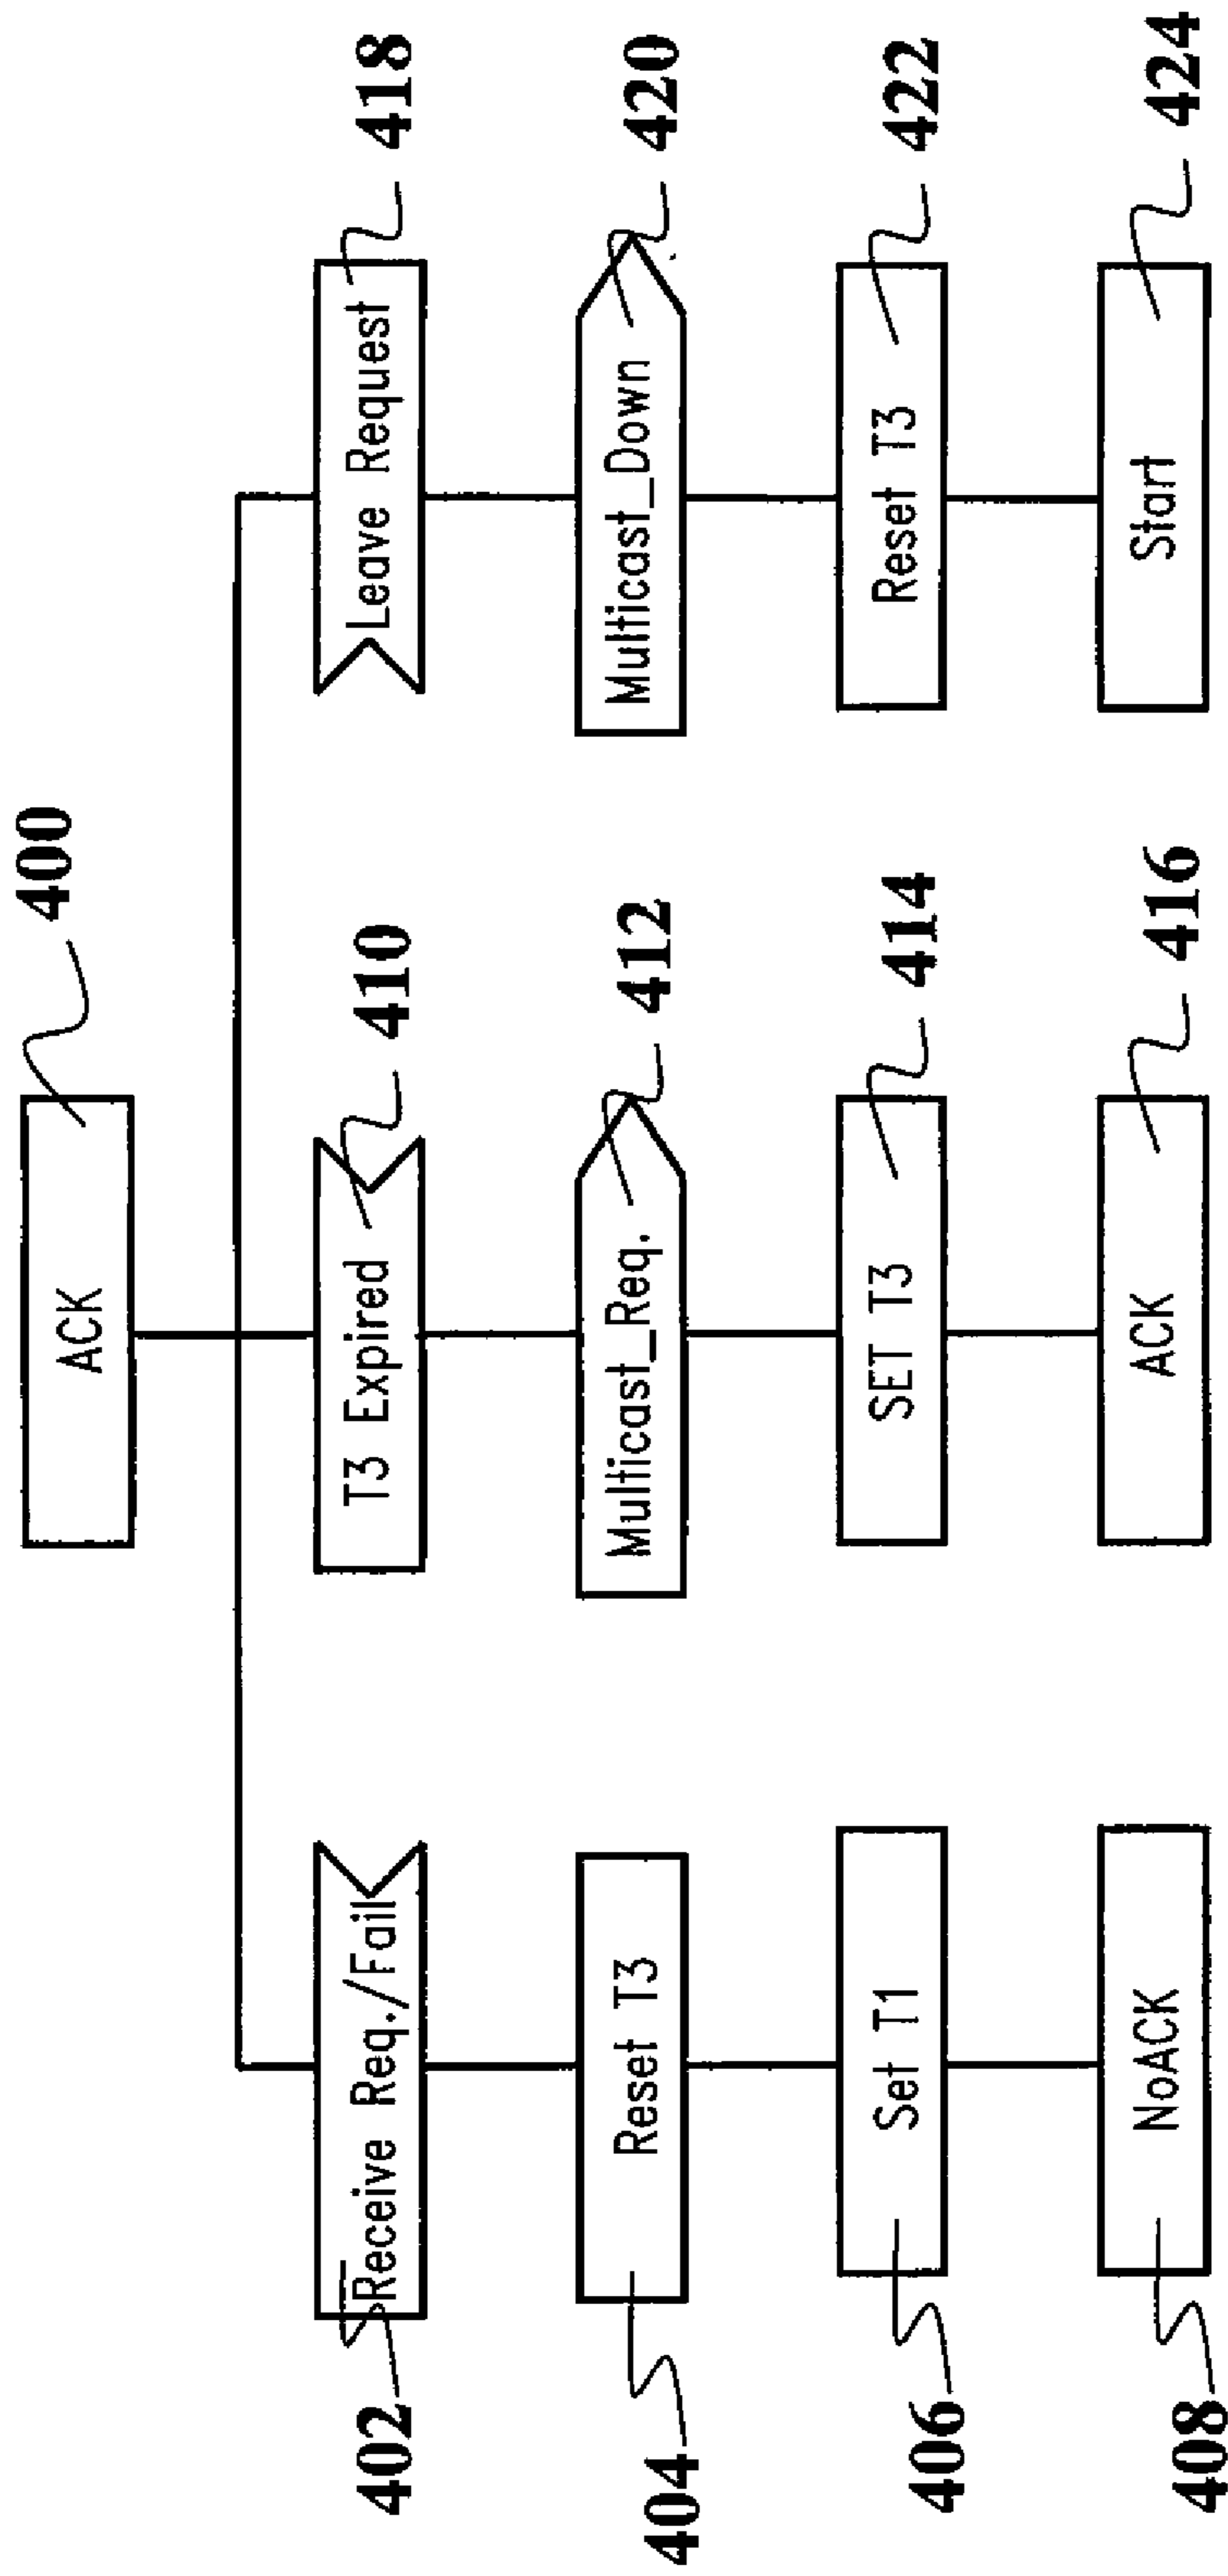 ACK
400
Receive Req./Fail
402
T3 Expired
410
Leave Request
418
Reset T3
404
Multicast_Req.
412
Multicast_Down
420
Set T1
406
SET T3
414
Reset T3
422
NoACK
408
ACK
416
Start
424